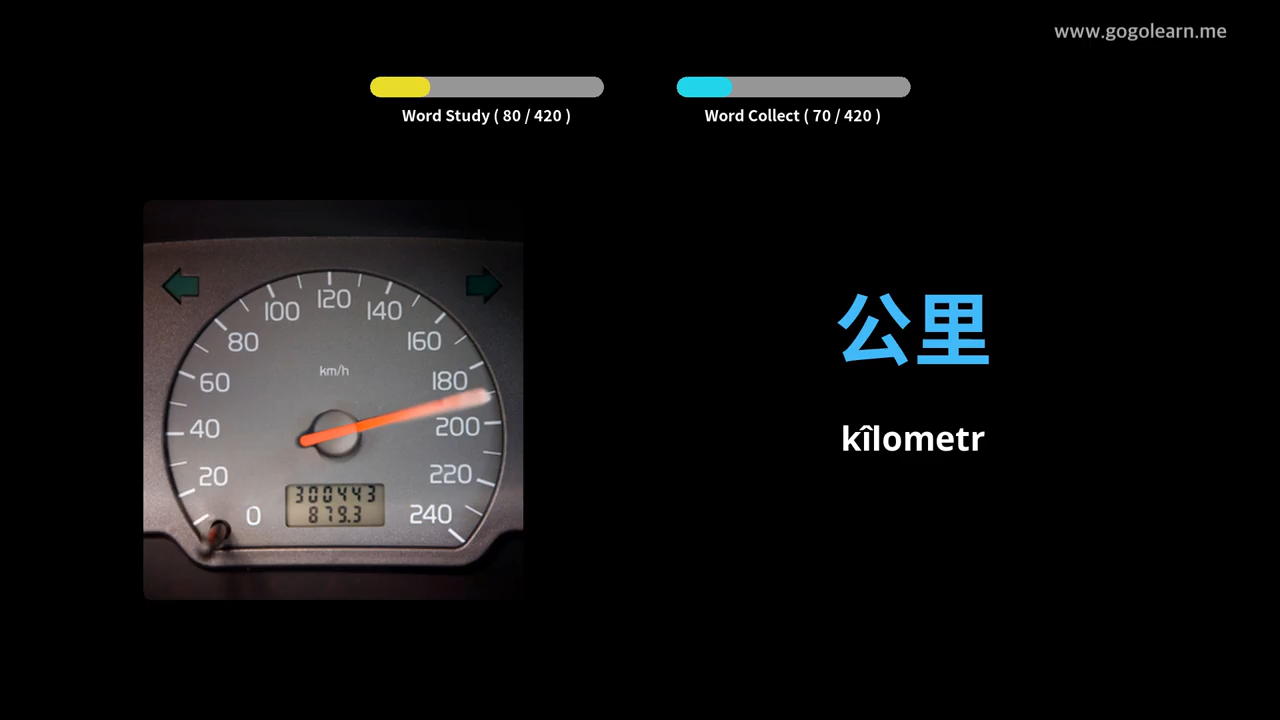 www.gogolearn.me
Word Study ( 80 / 420 )
Word Collect ( 70 / 420 )
120
100
140
80
160
km/h
60
180
40
200
20
220
0
240
300443
879.3
公里
kîlometr